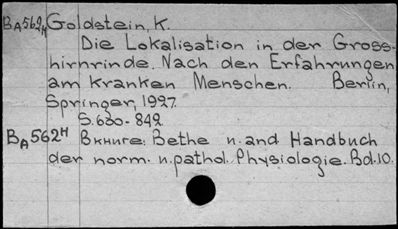 BA562H Goldstein, K.
Die Lokalisation in der Gross-
hirnrinde. Nach den Erfahrungen
am kranken Menschen. Berlin,
Springer, 1927.
S. 600-842.
BA562H Вкниге: Bethe u. and Handbuch
der norm. u. pathol. Physiologie. Bd. 10.